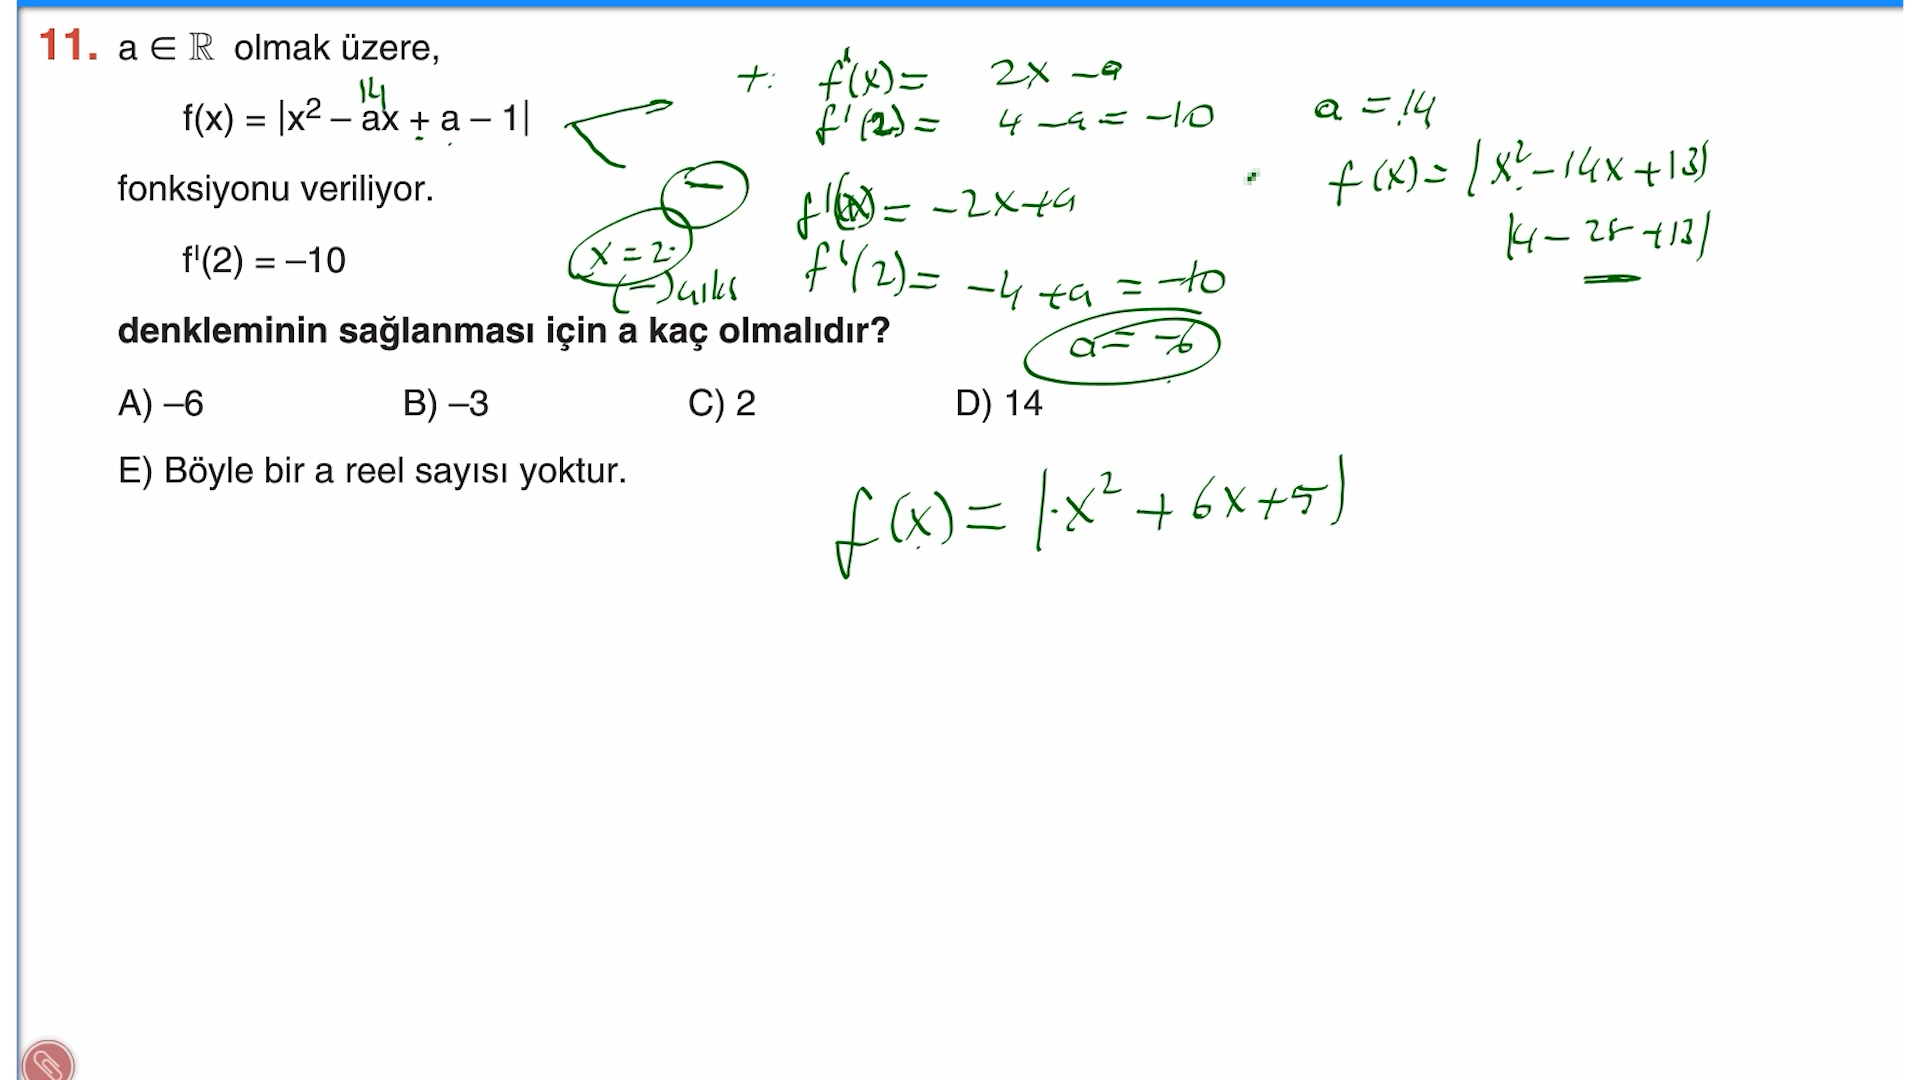 11. a ∈ ℝ olmak üzere,
14
f(x) = |x² – ax + a – 1|
fonksiyonu veriliyor.
f'(2) = –10
denkleminin sağlanması için a kaç olmalıdır?
A) –6 B) –3 C) 2 D) 14
E) Böyle bir a reel sayısı yoktur.
+: f'(x) = 2x – a
f'(2) = 4 – a = –10
a = 14
f(x) = |x² – 14x + 13|
|4 – 28 + 13|
–
x = 2
f'(x) = –2x + a
f'(2) = –4 + a = –10
a = –6
f(x) = |x² + 6x + 5|